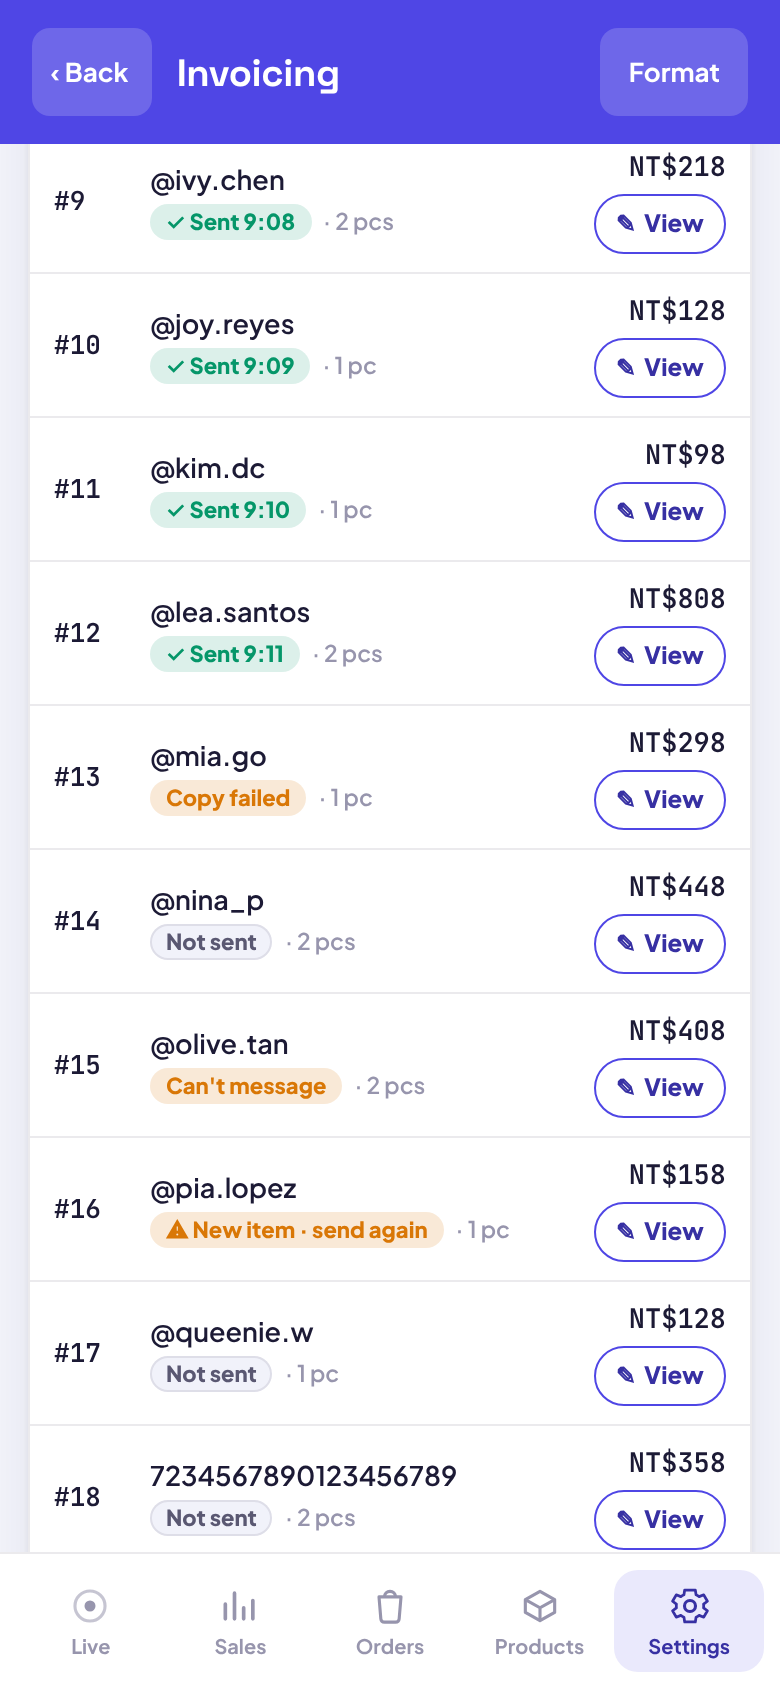 ‹ Back Invoicing Format
#9 @ivy.chen NT$218
✓ Sent 9:08 · 2 pcs ✎ View
#10 @joy.reyes NT$128
✓ Sent 9:09 · 1 pc ✎ View
#11 @kim.dc NT$98
✓ Sent 9:10 · 1 pc ✎ View
#12 @lea.santos NT$808
✓ Sent 9:11 · 2 pcs ✎ View
#13 @mia.go NT$298
Copy failed · 1 pc ✎ View
#14 @nina_p NT$448
Not sent · 2 pcs ✎ View
#15 @olive.tan NT$408
Can't message · 2 pcs ✎ View
#16 @pia.lopez NT$158
⚠ New item · send again · 1 pc ✎ View
#17 @queenie.w NT$128
Not sent · 1 pc ✎ View
#18 7234567890123456789 NT$358
Not sent · 2 pcs ✎ View
Live Sales Orders Products Settings